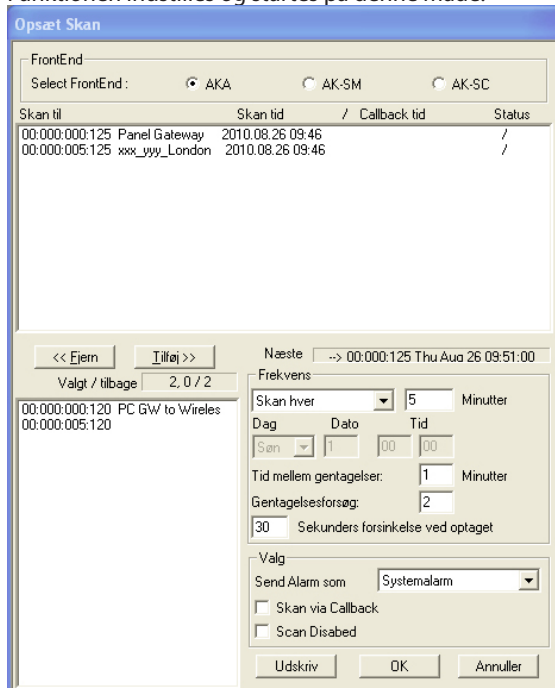 Funktionen indstilles og startes på denne måde:
Opsæt Skan
FrontEnd
Select FrontEnd : AKA AK-SM AK-SC
Skan til Skan tid / Callback tid Status
00:000:000:125 Panel Gateway 2010.08.26 09:46 /
00:000:005:125 xxx_yyy_London 2010.08.26 09:46 /
<< Fjern Tilføj >>
Valgt / tilbage 2, 0 / 2
00:000:000:120 PC GW to Wireles
00:000:005:120
Næste --> 00:000:125 Thu Aug 26 09:51:00
Frekvens
Skan hver 5 Minutter
Dag Dato Tid
Søn 1 00 00
Tid mellem gentagelser: 1 Minutter
Gentagelsesforsøg: 2
30 Sekunders forsinkelse ved optaget
Valg
Send Alarm som Systemalarm
Skan via Callback
Scan Disabed
Udskriv OK Annuller